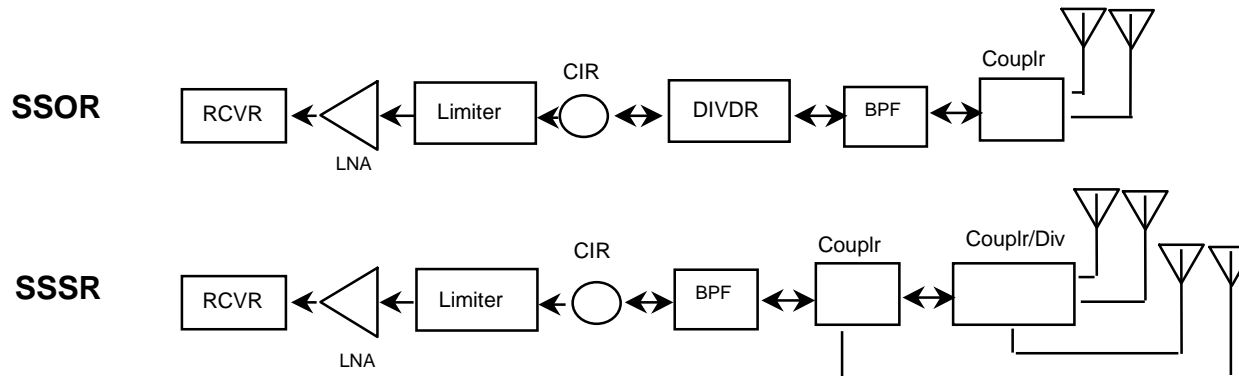 Couplr
CIR
SSOR
RCVR
Limiter
DIVDR
BPF
LNA
Couplr
Couplr/Div
CIR
SSSR
RCVR
Limiter
BPF
LNA